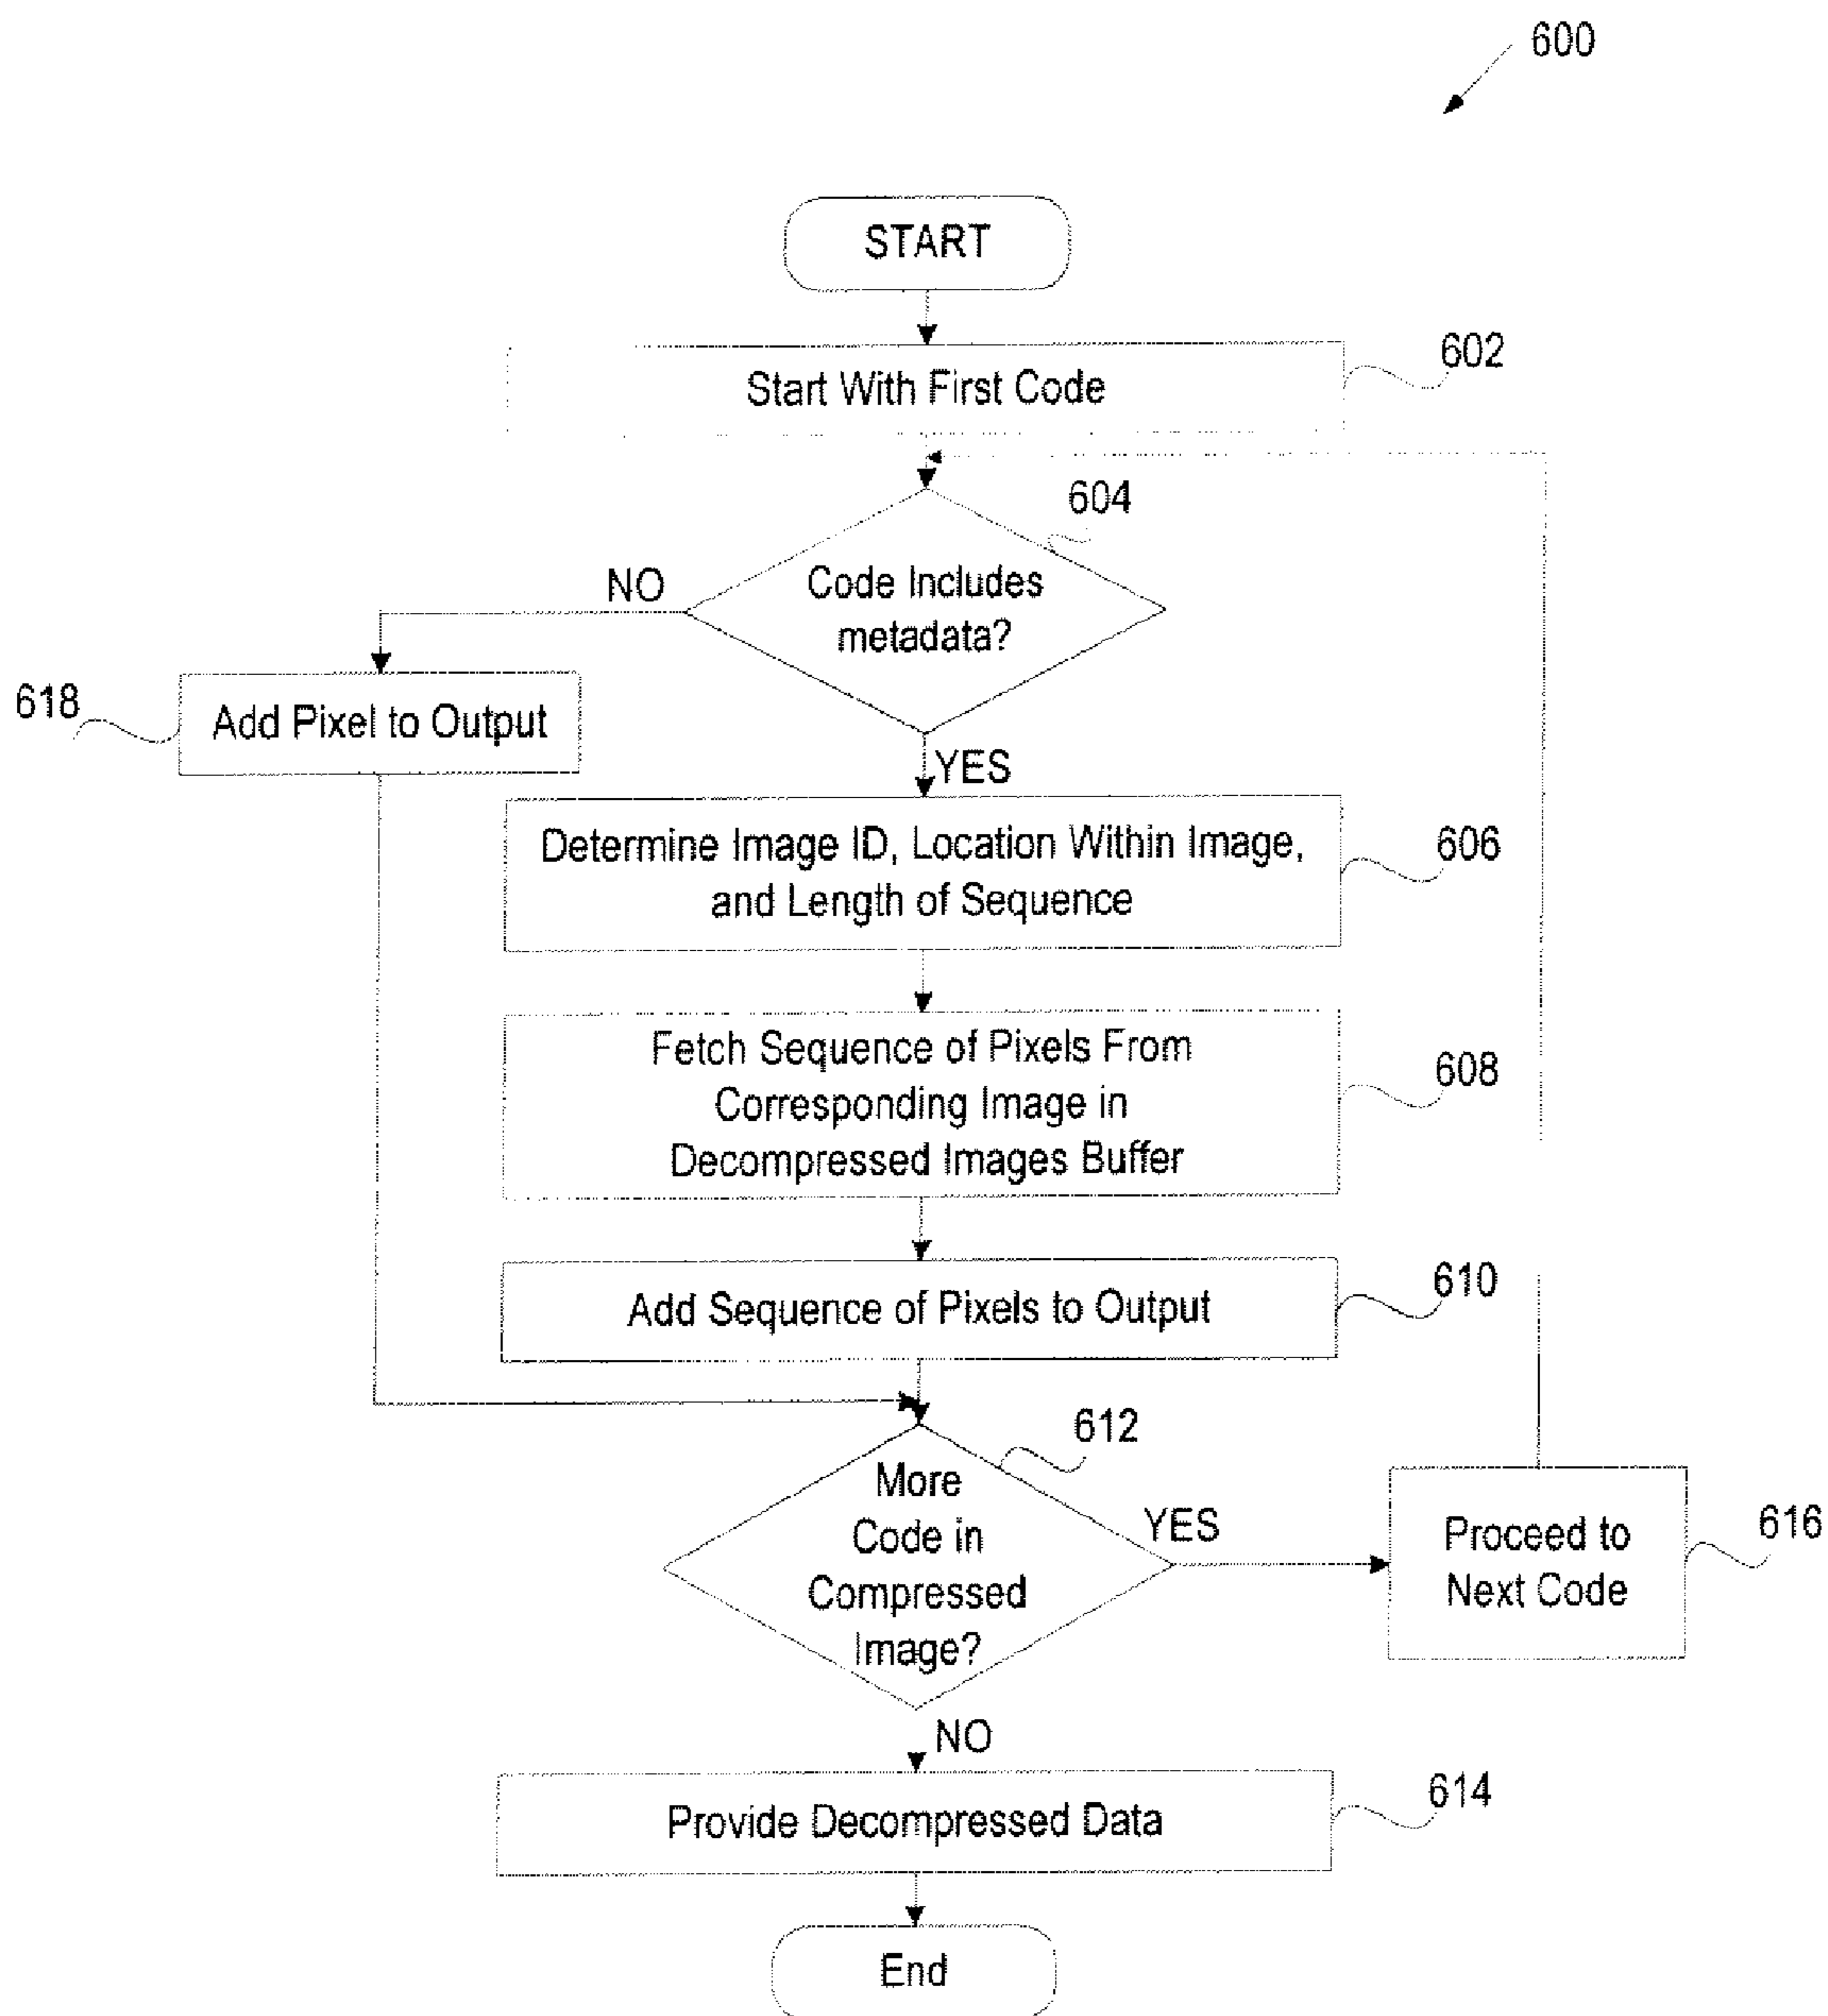 600
START
602
Start With First Code
604
Code Includes
metadata?
NO
618
Add Pixel to Output
YES
606
Determine Image ID, Location Within Image,
and Length of Sequence
608
Fetch Sequence of Pixels From
Corresponding Image in
Decompressed Images Buffer
610
Add Sequence of Pixels to Output
612
More
Code in
Compressed
Image?
YES
616
Proceed to
Next Code
NO
614
Provide Decompressed Data
End